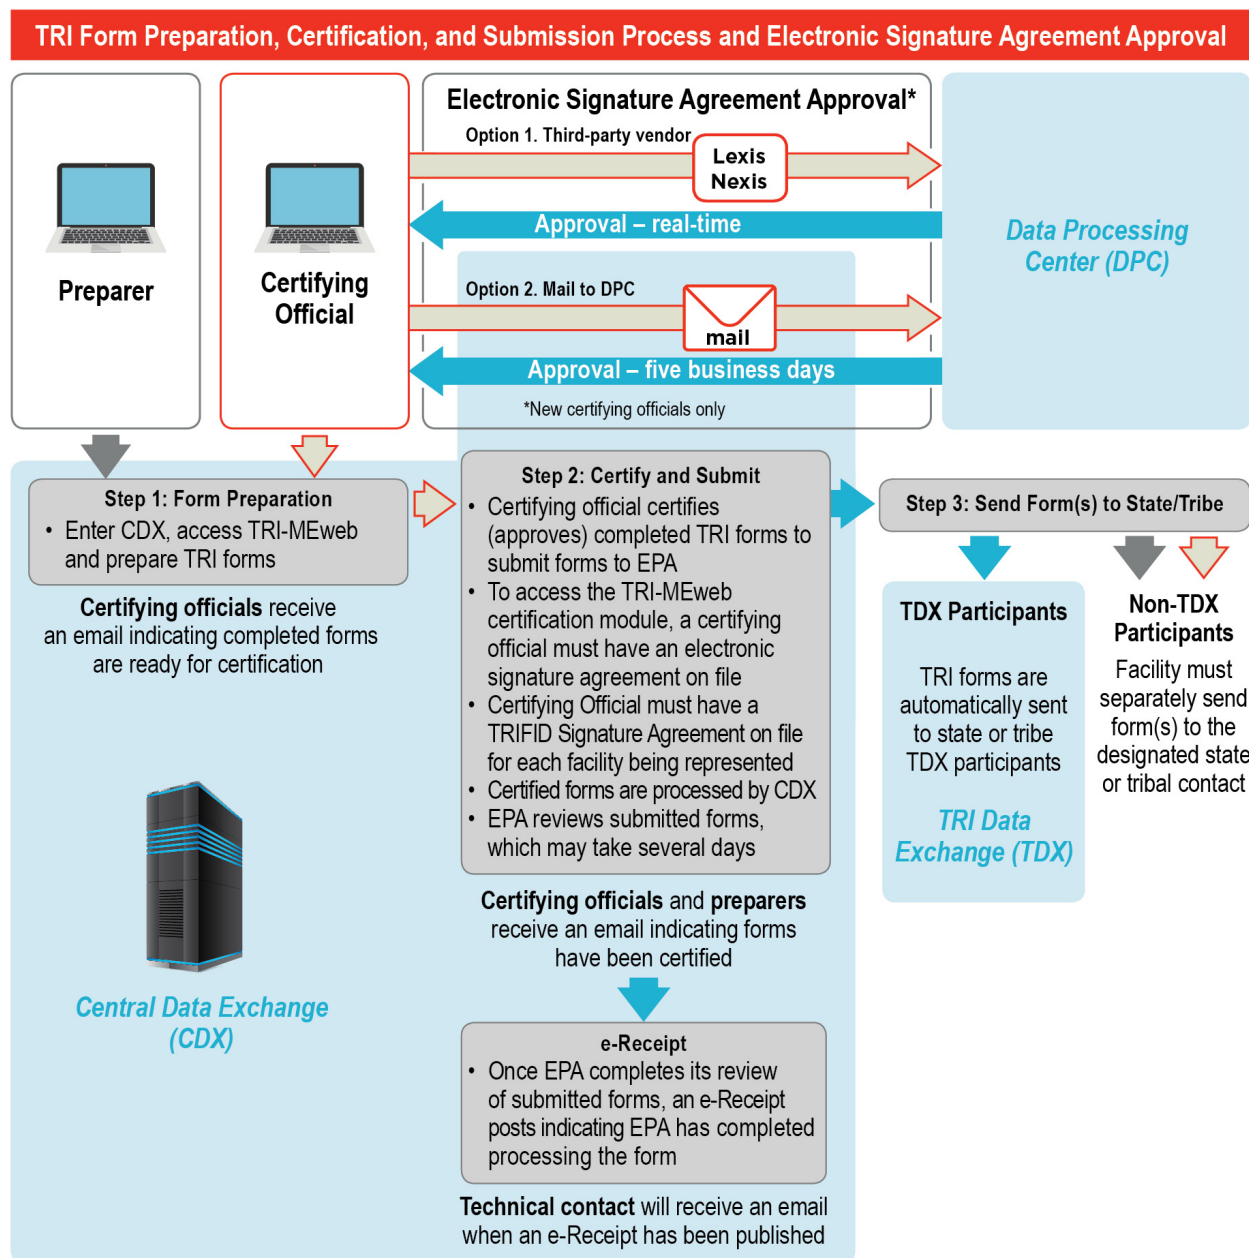 TRI Form Preparation, Certification, and Submission Process and Electronic Signature Agreement Approval
Preparer
Certifying
Official
Electronic Signature Agreement Approval*
Option 1. Third-party vendor
Lexis
Nexis
Approval – real-time
Option 2. Mail to DPC
mail
Approval – five business days
*New certifying officials only
Data Processing
Center (DPC)
Step 1: Form Preparation
• Enter CDX, access TRI-MEweb
and prepare TRI forms
Certifying officials receive
an email indicating completed forms
are ready for certification
Central Data Exchange
(CDX)
Step 2: Certify and Submit
• Certifying official certifies
(approves) completed TRI forms to
submit forms to EPA
• To access the TRI-MEweb
certification module, a certifying
official must have an electronic
signature agreement on file
• Certifying Official must have a
TRIFID Signature Agreement on file
for each facility being represented
• Certified forms are processed by CDX
• EPA reviews submitted forms,
which may take several days
Certifying officials and preparers
receive an email indicating forms
have been certified
e-Receipt
• Once EPA completes its review
of submitted forms, an e-Receipt
posts indicating EPA has completed
processing the form
Technical contact will receive an email
when an e-Receipt has been published
Step 3: Send Form(s) to State/Tribe
TDX Participants
TRI forms are
automatically sent
to state or tribe
TDX participants
TRI Data
Exchange (TDX)
Non-TDX
Participants
Facility must
separately send
form(s) to the
designated state
or tribal contact